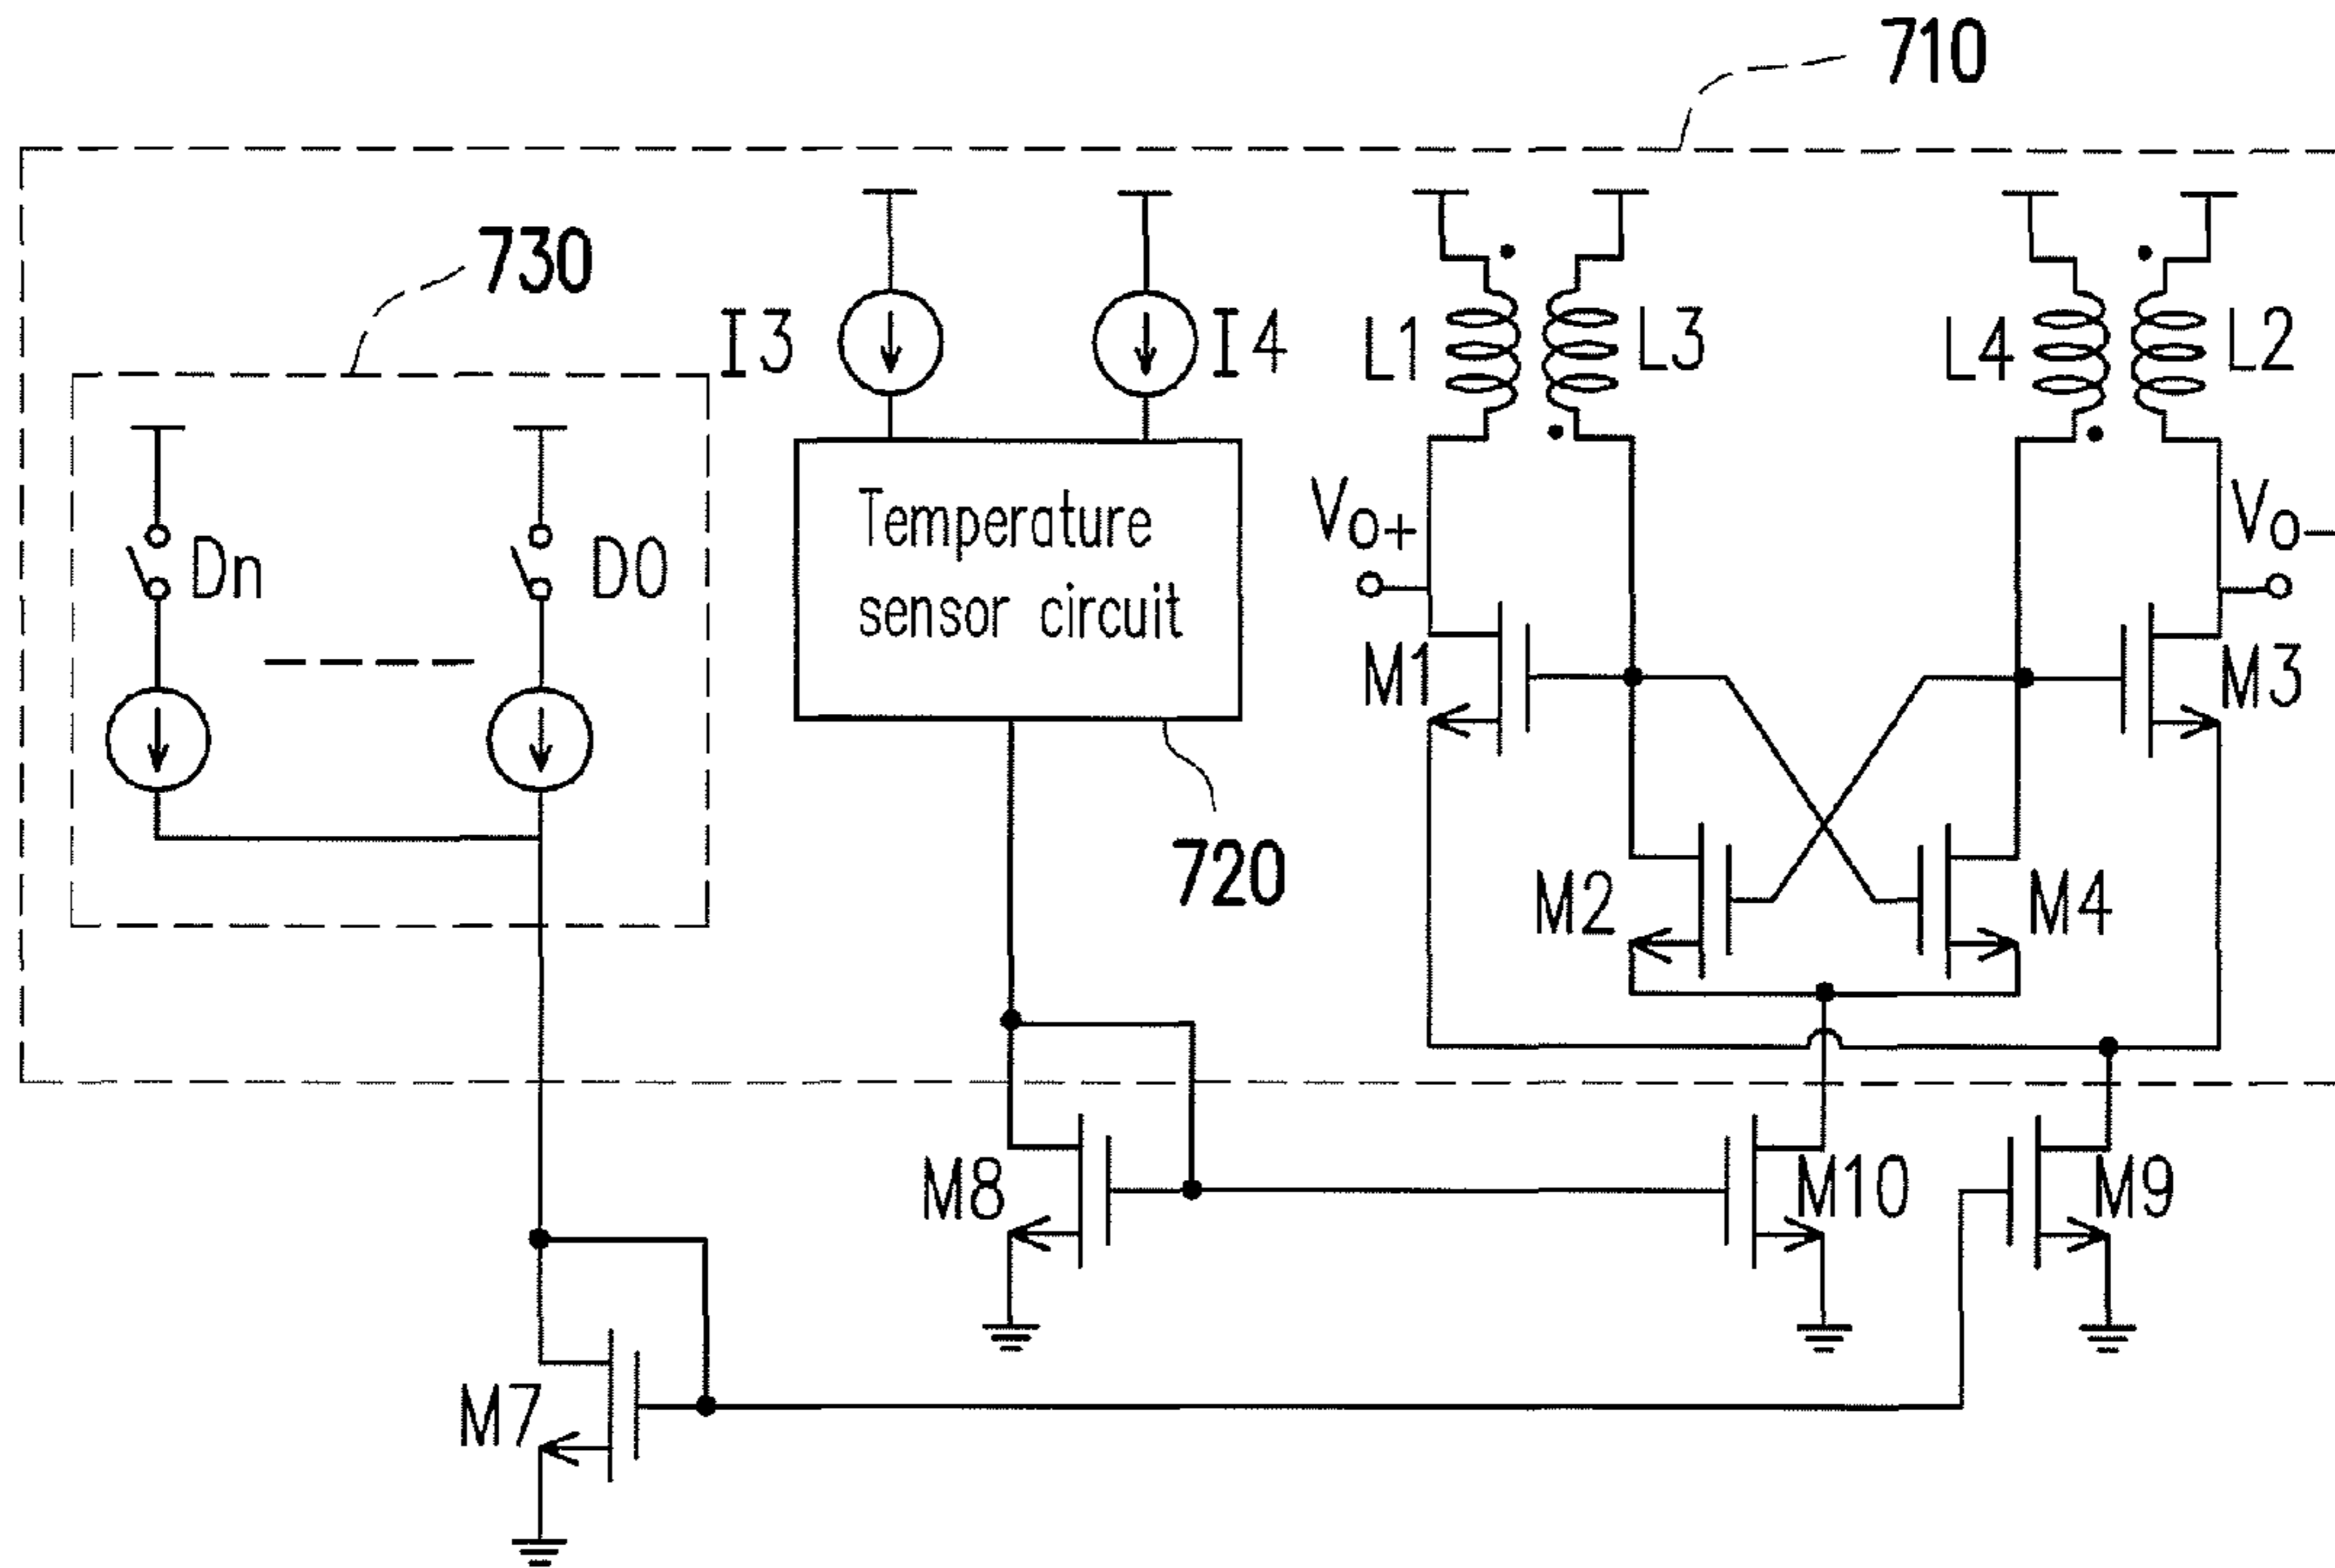 710
730
I3
I4
L1
L3
L4
L2
Dn
D0
Temperature
sensor circuit
Vo+
Vo−
M1
M3
720
M2
M4
M8
M10
M9
M7